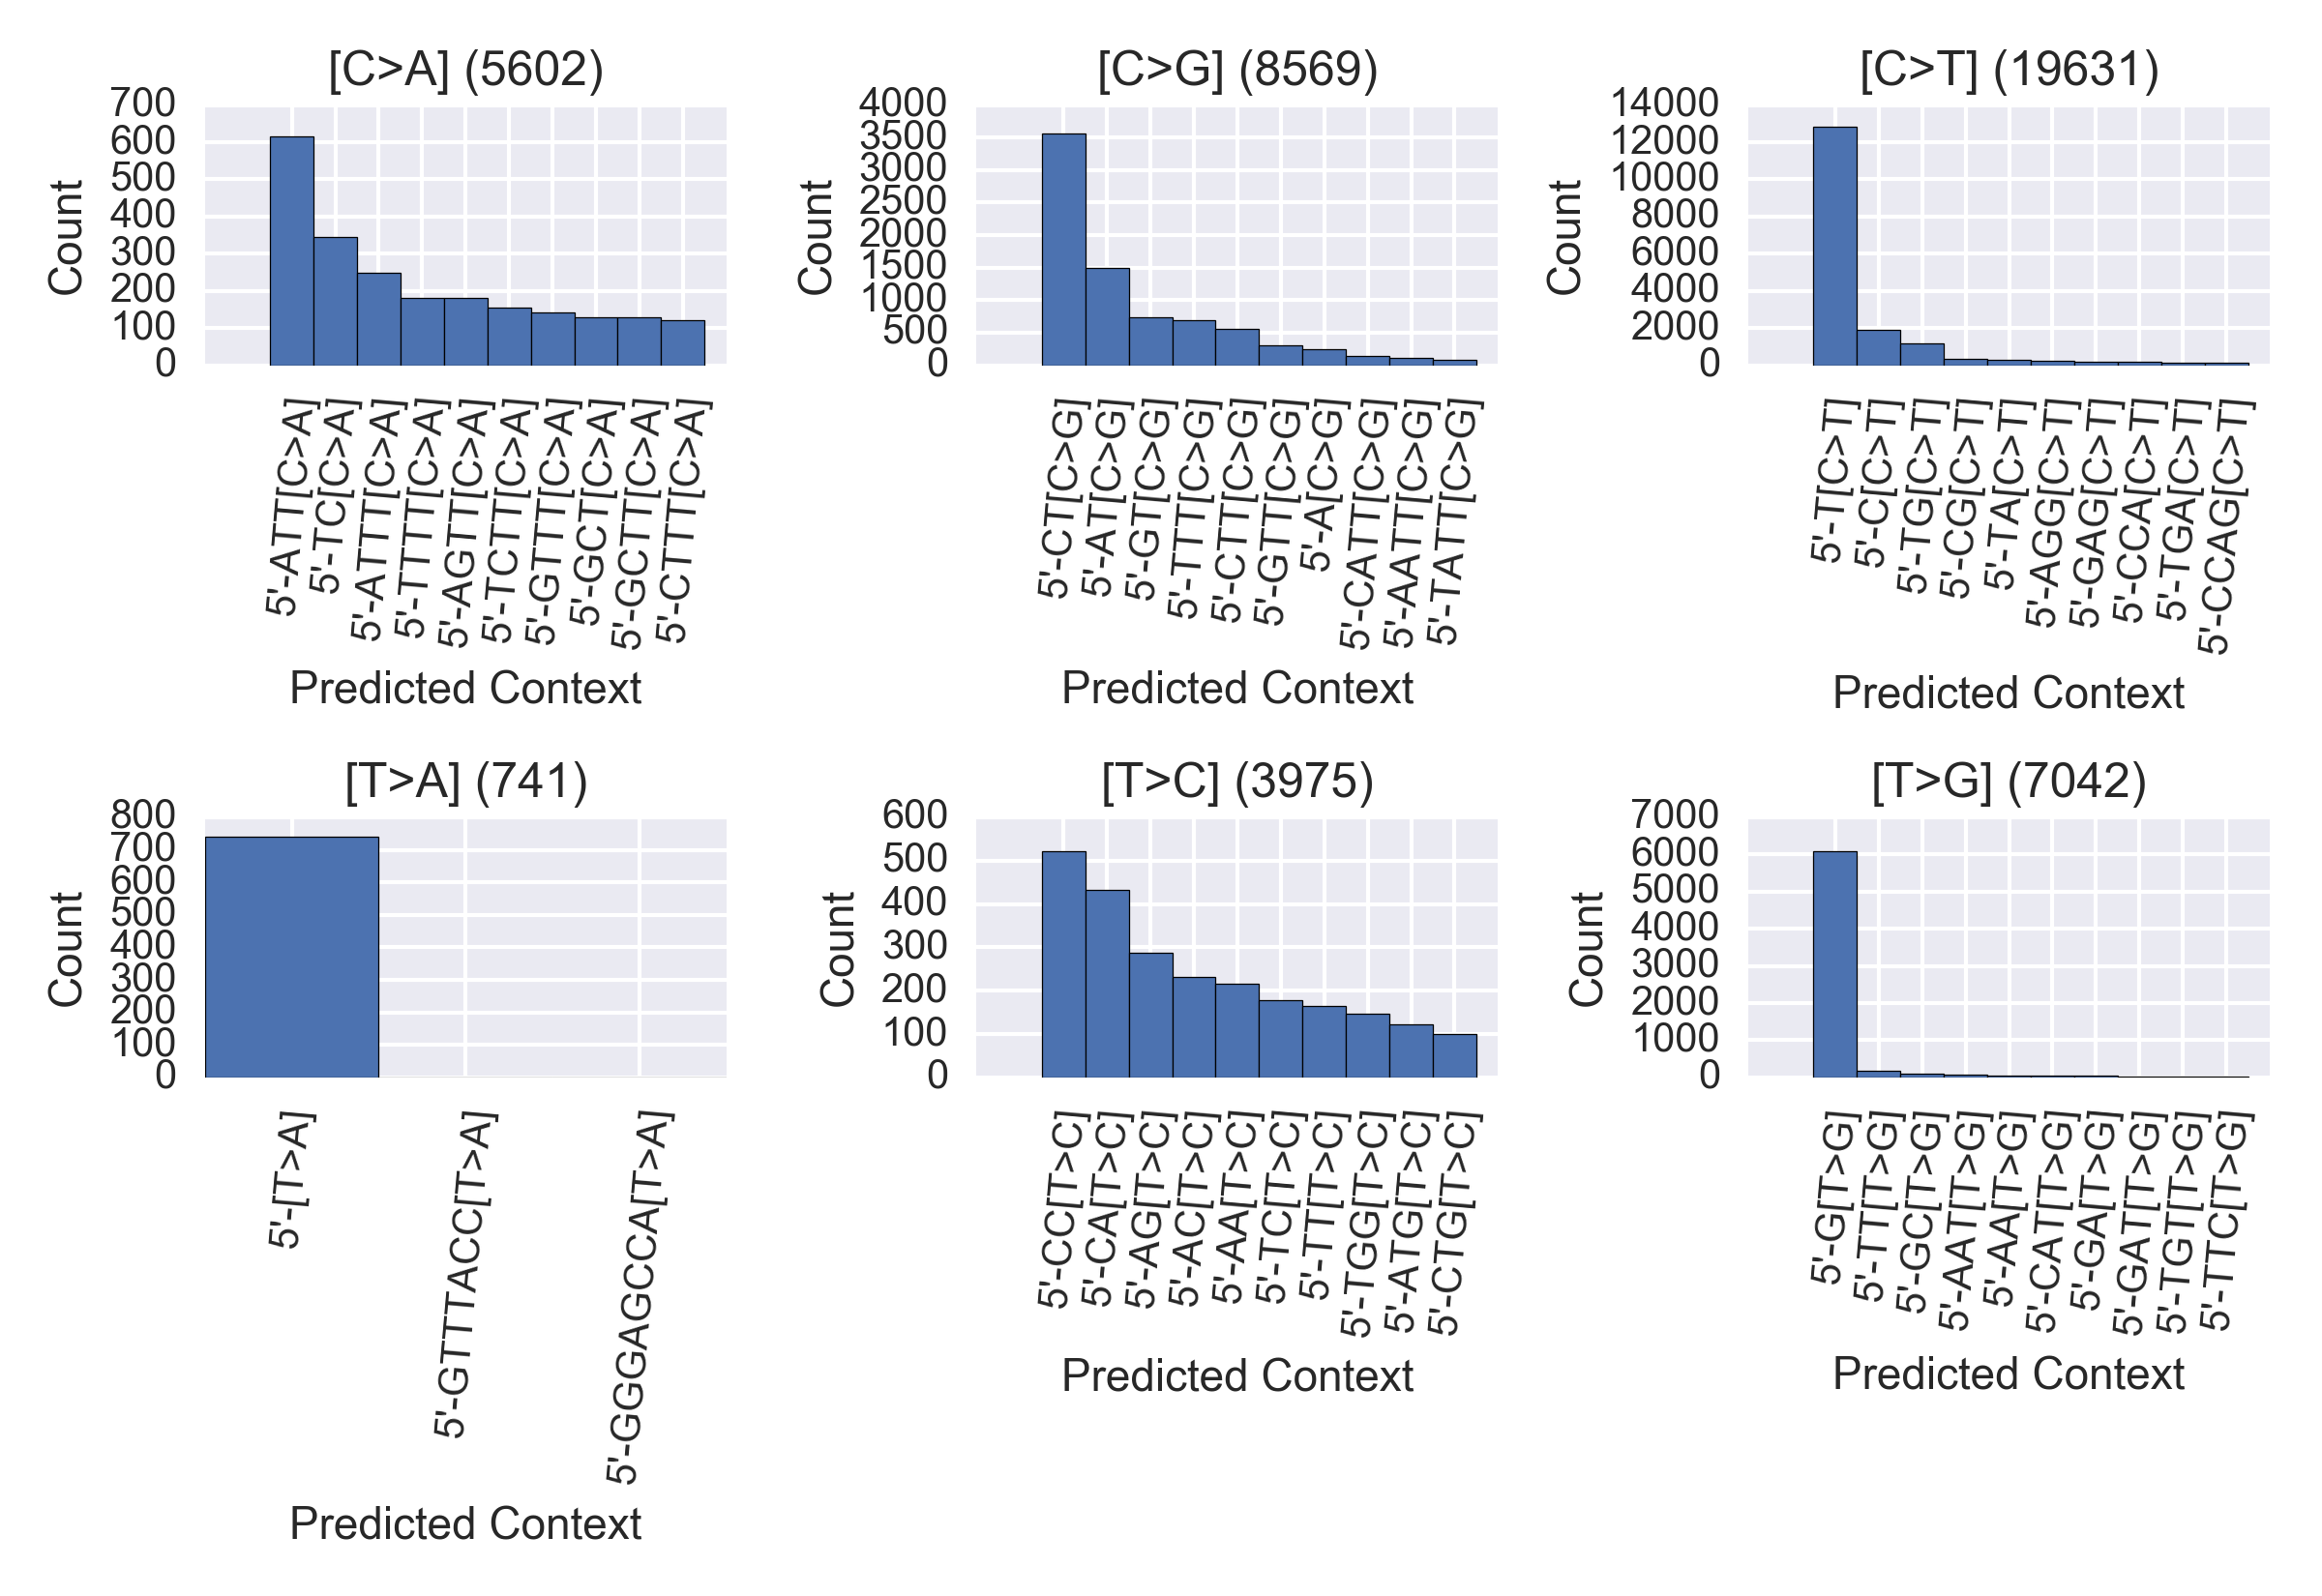 [C>A] (5602)
Count
700
600
500
400
300
200
100
0
5'-ATT[C>A]
5'-TC[C>A]
5'-ATTT[C>A]
5'-TTTT[C>A]
5'-AGTT[C>A]
5'-TCTT[C>A]
5'-GTTT[C>A]
5'-GCT[C>A]
5'-GCTT[C>A]
5'-CTTT[C>A]
Predicted Context
[C>G] (8569)
Count
4000
3500
3000
2500
2000
1500
1000
500
0
5'-CT[C>G]
5'-AT[C>G]
5'-GT[C>G]
5'-TTT[C>G]
5'-CTT[C>G]
5'-GTT[C>G]
5'-A[C>G]
5'-CATT[C>G]
5'-AATT[C>G]
5'-TATT[C>G]
Predicted Context
[C>T] (19631)
Count
14000
12000
10000
8000
6000
4000
2000
0
5'-T[C>T]
5'-C[C>T]
5'-TG[C>T]
5'-CG[C>T]
5'-TA[C>T]
5'-AGG[C>T]
5'-GAG[C>T]
5'-CCA[C>T]
5'-TGA[C>T]
5'-CCAG[C>T]
Predicted Context
[T>A] (741)
Count
800
700
600
500
400
300
200
100
0
5'-[T>A]
5'-GTTTACC[T>A]
5'-GGGAGCCA[T>A]
Predicted Context
[T>C] (3975)
Count
600
500
400
300
200
100
0
5'-CC[T>C]
5'-CA[T>C]
5'-AG[T>C]
5'-AC[T>C]
5'-AA[T>C]
5'-TC[T>C]
5'-TT[T>C]
5'-TGG[T>C]
5'-ATG[T>C]
5'-CTG[T>C]
Predicted Context
[T>G] (7042)
Count
7000
6000
5000
4000
3000
2000
1000
0
5'-G[T>G]
5'-TT[T>G]
5'-GC[T>G]
5'-AAT[T>G]
5'-AA[T>G]
5'-CAT[T>G]
5'-GA[T>G]
5'-GAT[T>G]
5'-TGT[T>G]
5'-TTC[T>G]
Predicted Context